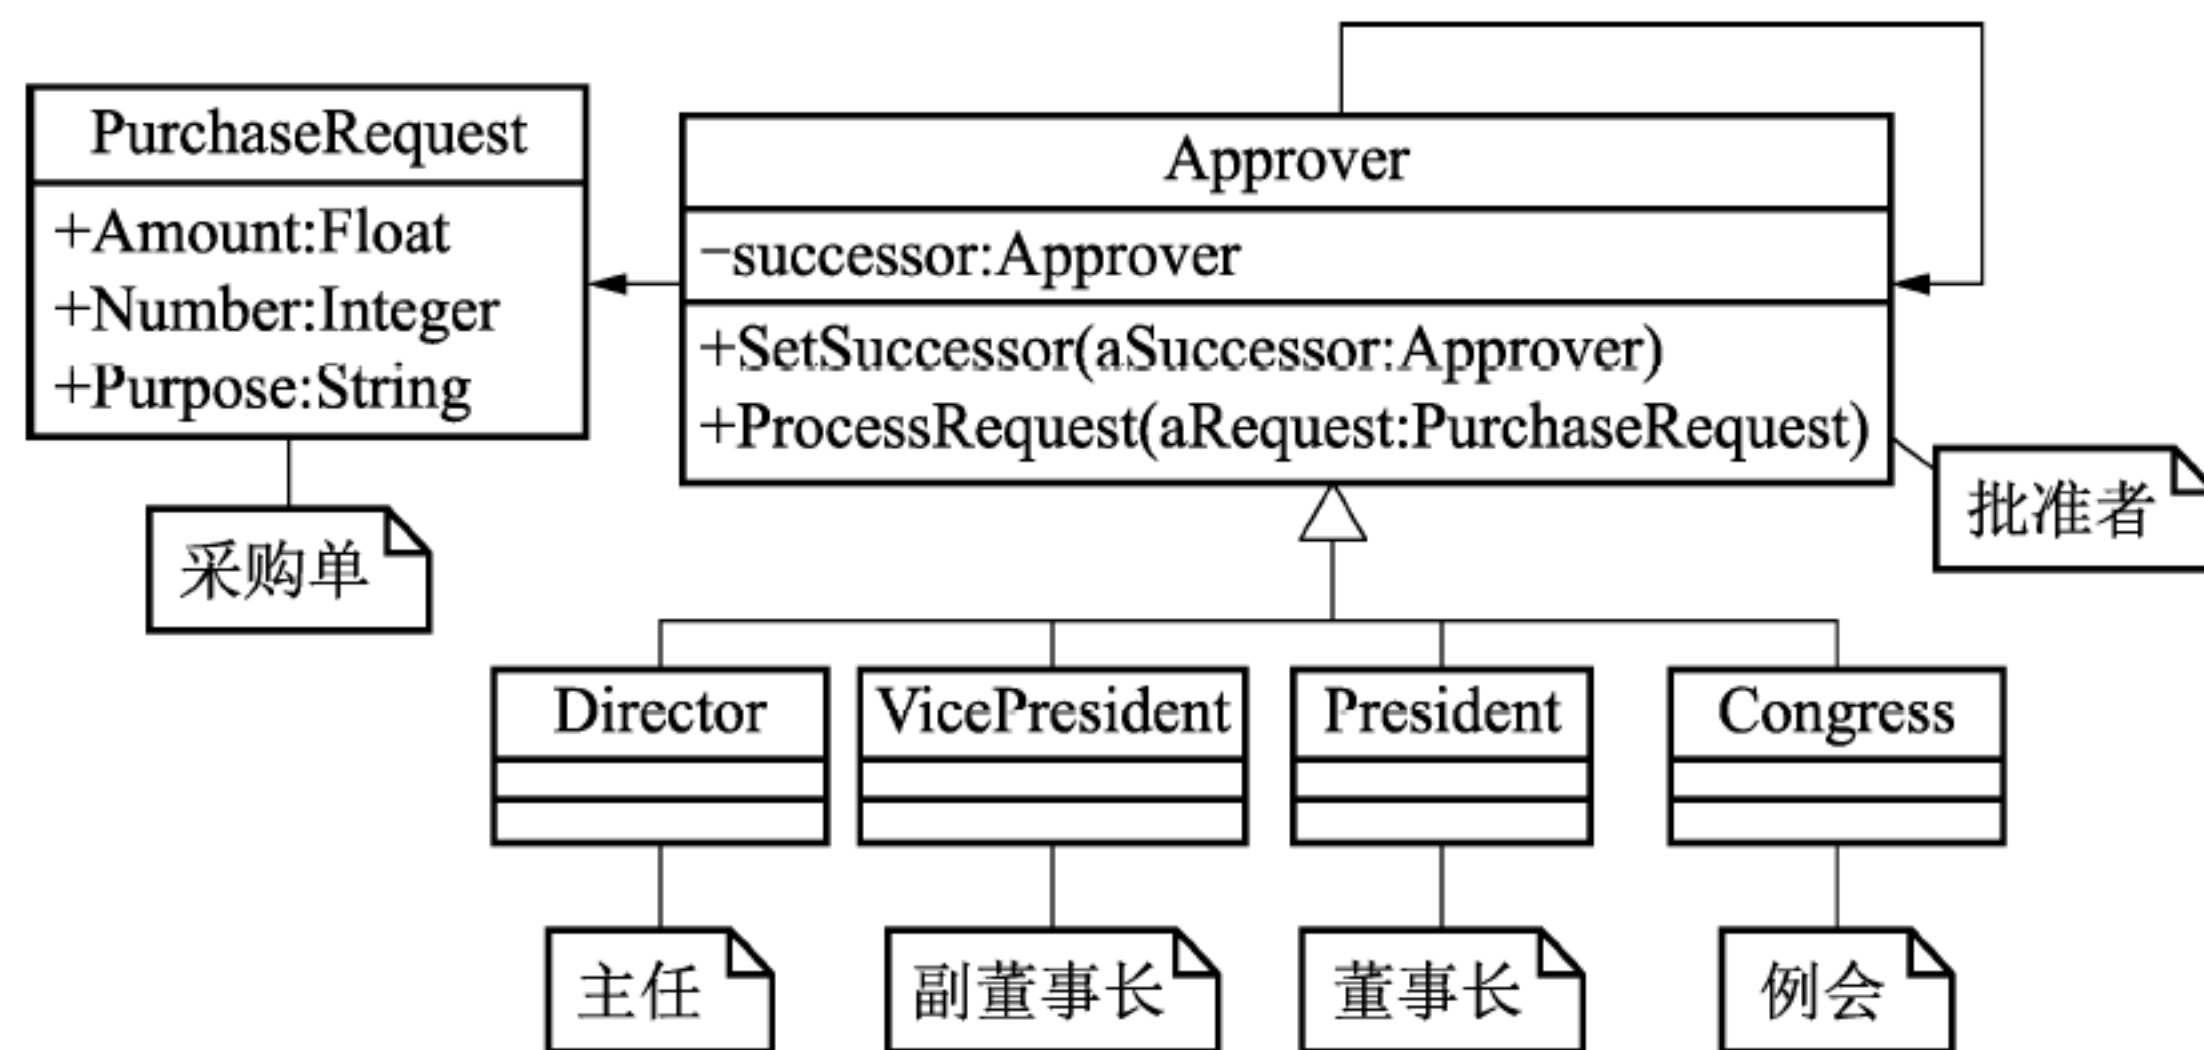 PurchaseRequest
+Amount:Float
+Number:Integer
+Purpose:String
采购单
Approver
−successor:Approver
+SetSuccessor(aSuccessor:Approver)
+ProcessRequest(aRequest:PurchaseRequest)
批准者
Director
VicePresident
President
Congress
主任
副董事长
董事长
例会